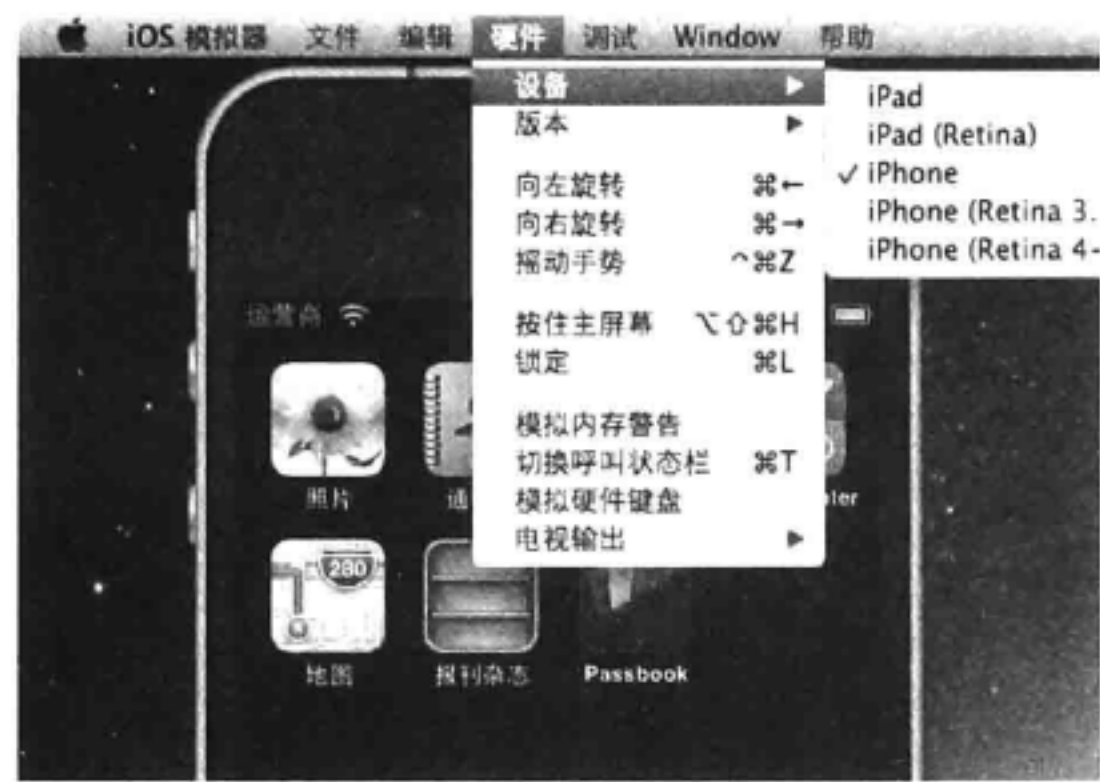 iOS 模拟器 文件 编辑 硬件 调试 Window 帮助
设备
版本
向左旋转 ⌘←
向右旋转 ⌘→
摇动手势 ^⌘Z
按住主屏幕 ⌥⇧⌘H
锁定 ⌘L
模拟内存警告
切换呼叫状态栏 ⌘T
模拟硬件键盘
电视输出
iPad
iPad (Retina)
✓ iPhone
iPhone (Retina 3.
iPhone (Retina 4-
运营商
照片 通
地图 报刊杂志 Passbook
280